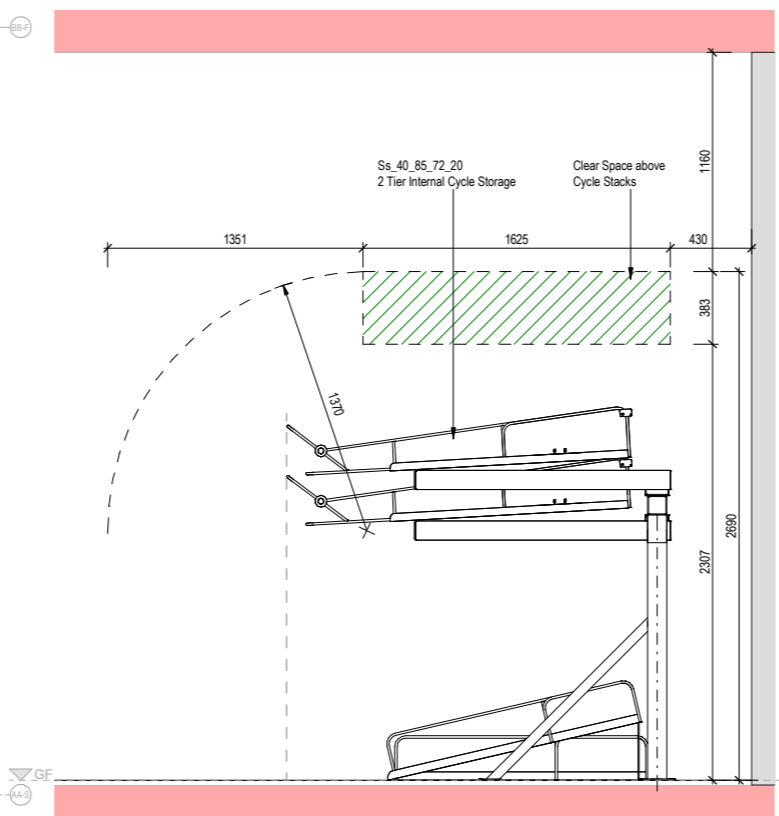 BB-F
Ss_40_85_72_20
2 Tier Internal Cycle Storage
Clear Space above
Cycle Stacks
1160
1351
1625
430
383
1370
2690
2307
GF
AA-S